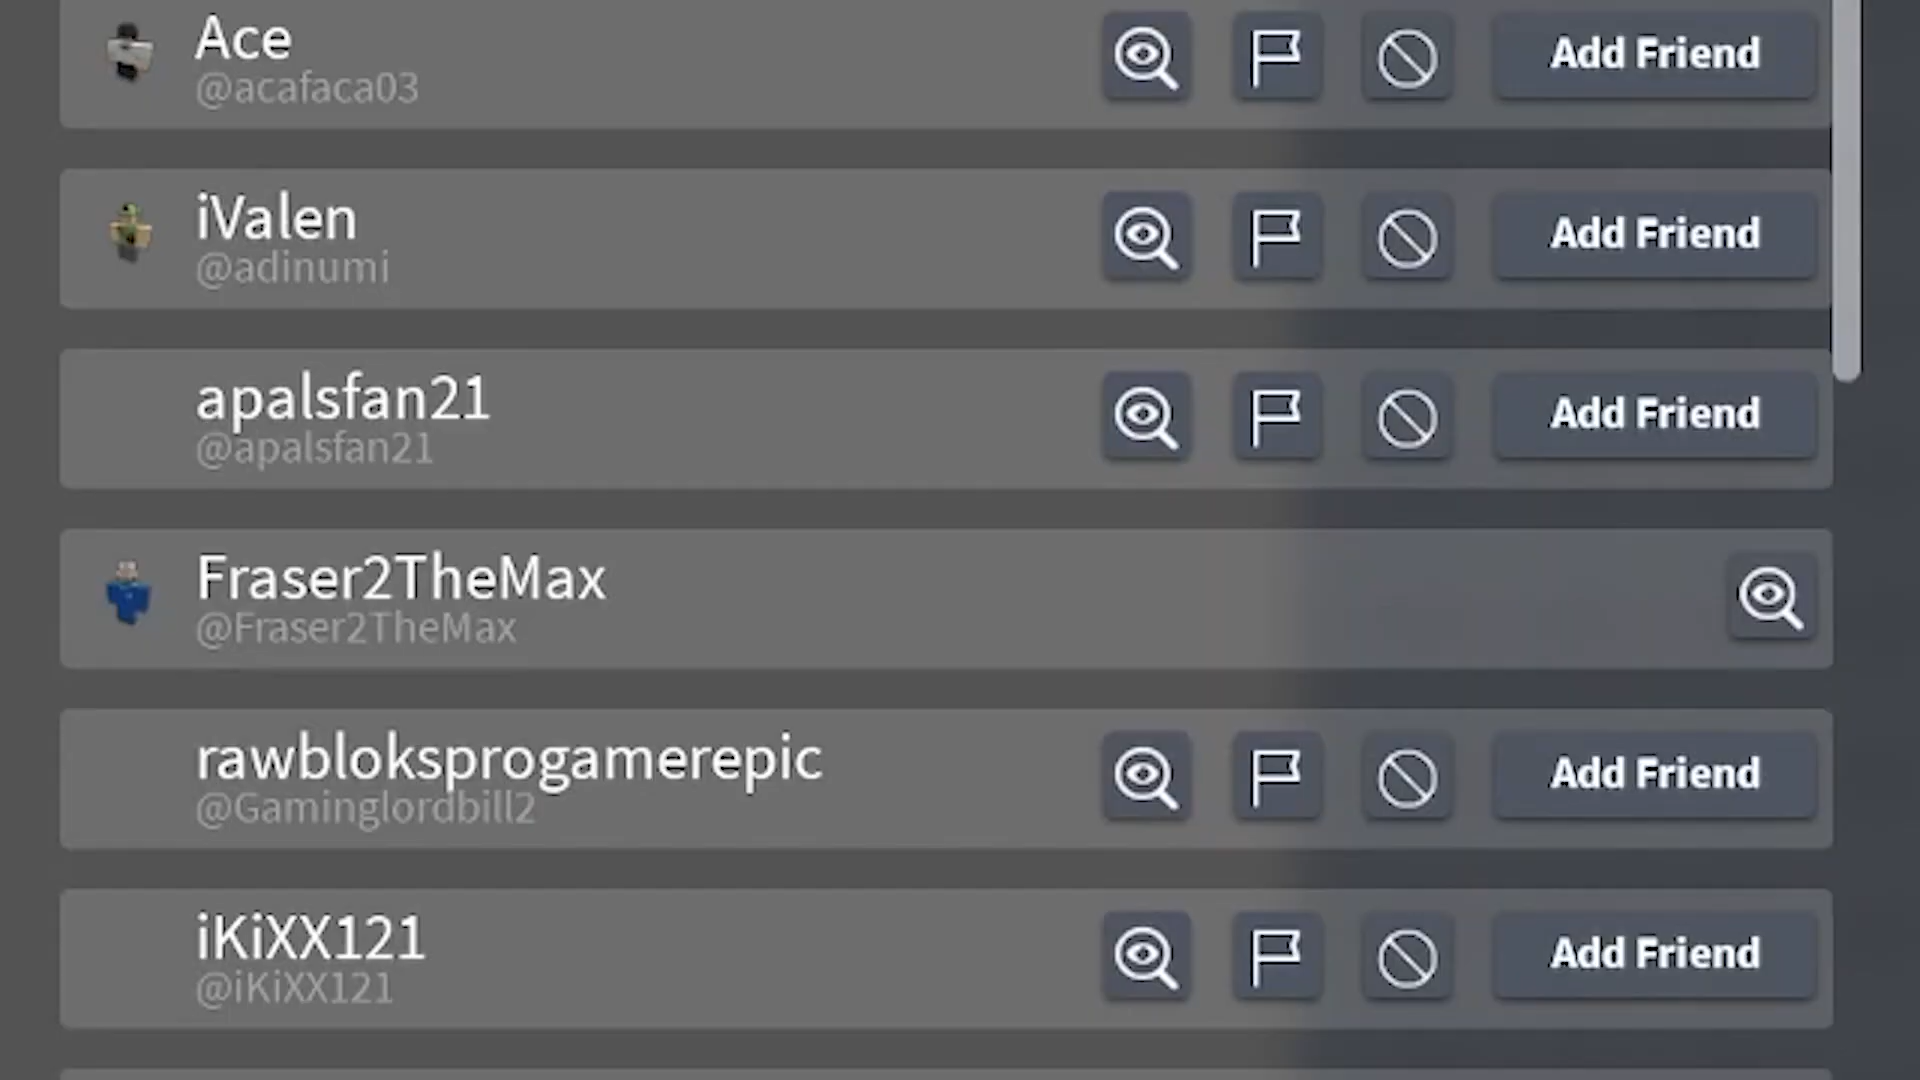 Ace
@acafaca03
Add Friend
iValen
@adinumi
Add Friend
apalsfan21
@apalsfan21
Add Friend
Fraser2TheMax
@Fraser2TheMax
rawbloksprogamerepic
@Gaminglordbill2
Add Friend
iKiXX121
@iKiXX121
Add Friend